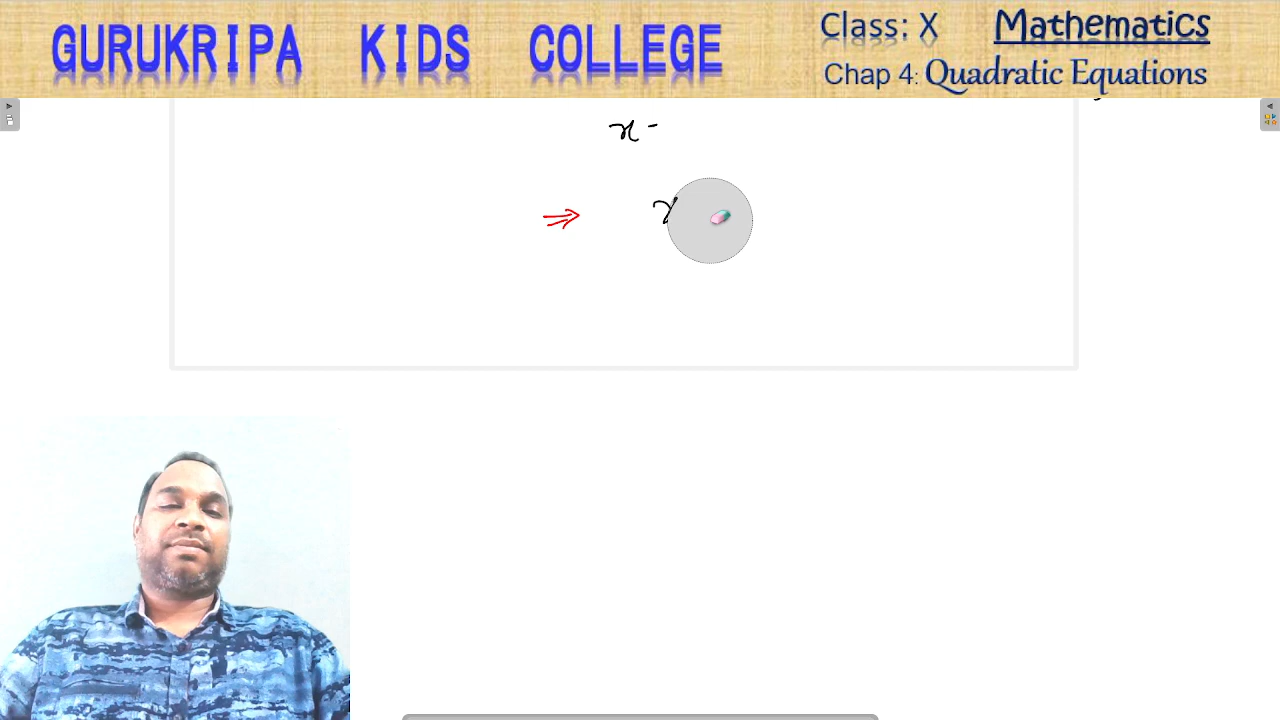 GURUKRIPA KIDS COLLEGE
Class: X Mathematics
Chap 4: Quadratic Equations
x -
⇒